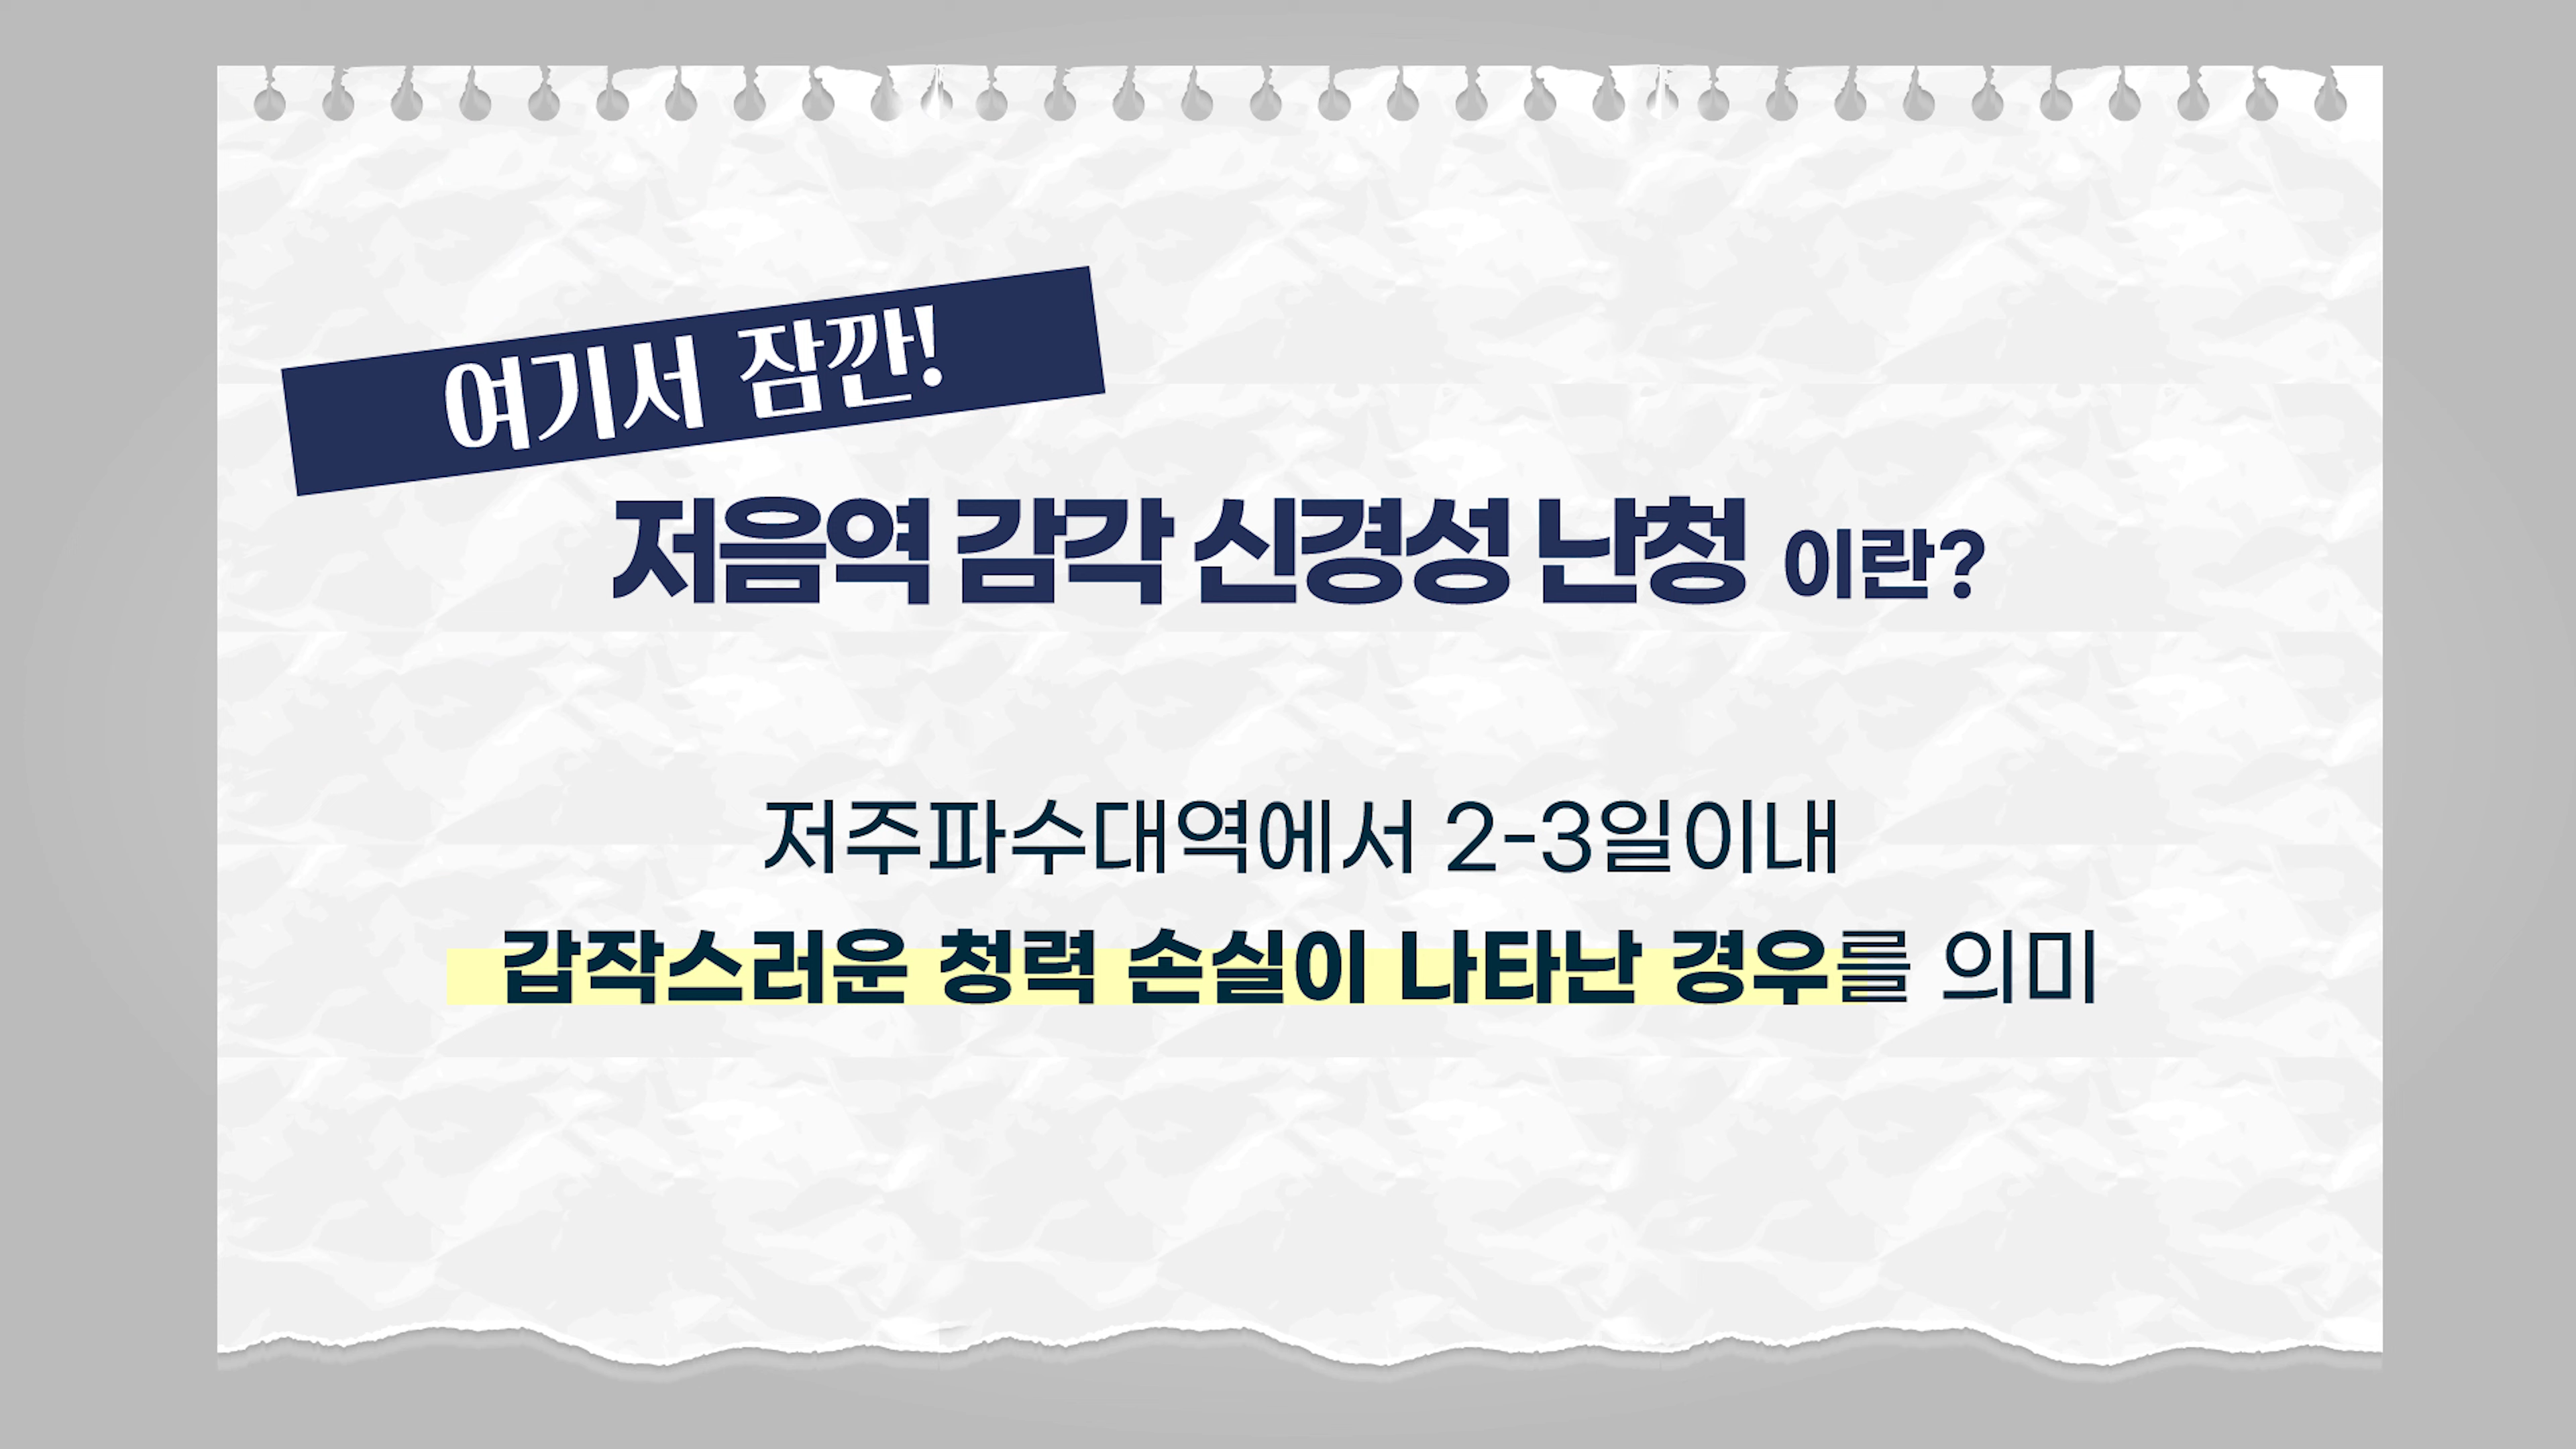 여기서 잠깐!
저음역 감각 신경성 난청 이란?
저주파수대역에서 2-3일이내
갑작스러운 청력 손실이 나타난 경우를 의미